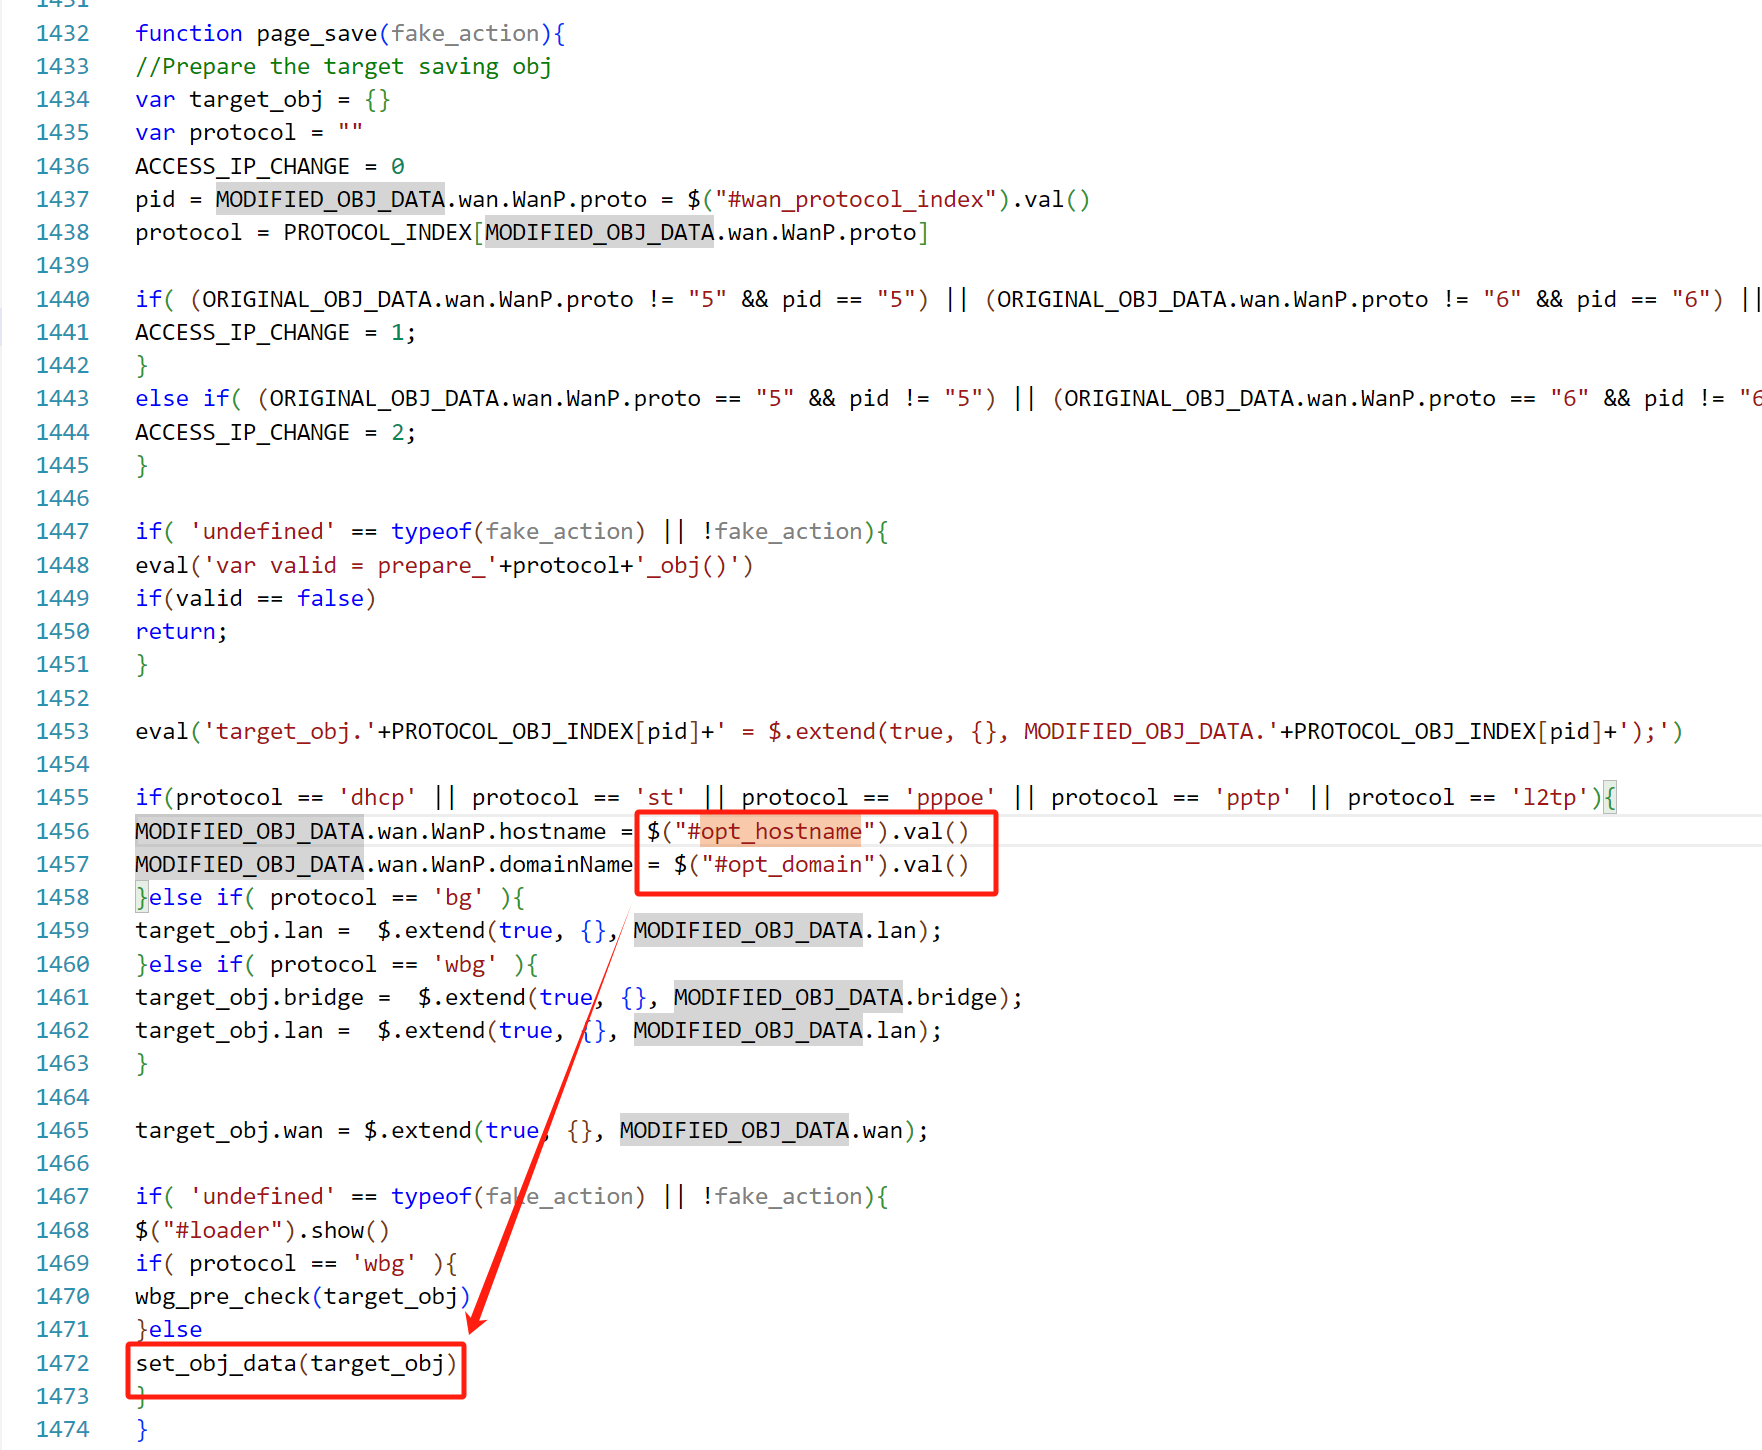 1431
1432 function page_save(fake_action){
1433 //Prepare the target saving obj
1434 var target_obj = {}
1435 var protocol = ""
1436 ACCESS_IP_CHANGE = 0
1437 pid = MODIFIED_OBJ_DATA.wan.WanP.proto = $("#wan_protocol_index").val()
1438 protocol = PROTOCOL_INDEX[MODIFIED_OBJ_DATA.wan.WanP.proto]
1439
1440 if( (ORIGINAL_OBJ_DATA.wan.WanP.proto != "5" && pid == "5") || (ORIGINAL_OBJ_DATA.wan.WanP.proto != "6" && pid == "6") ||
1441 ACCESS_IP_CHANGE = 1;
1442 }
1443 else if( (ORIGINAL_OBJ_DATA.wan.WanP.proto == "5" && pid != "5") || (ORIGINAL_OBJ_DATA.wan.WanP.proto == "6" && pid != "6
1444 ACCESS_IP_CHANGE = 2;
1445 }
1446
1447 if( 'undefined' == typeof(fake_action) || !fake_action){
1448 eval('var valid = prepare_'+protocol+'_obj()')
1449 if(valid == false)
1450 return;
1451 }
1452
1453 eval('target_obj.'+PROTOCOL_OBJ_INDEX[pid]+' = $.extend(true, {}, MODIFIED_OBJ_DATA.'+PROTOCOL_OBJ_INDEX[pid]+');')
1454
1455 if(protocol == 'dhcp' || protocol == 'st' || protocol == 'pppoe' || protocol == 'pptp' || protocol == 'l2tp'){
1456 MODIFIED_OBJ_DATA.wan.WanP.hostname = $("#opt_hostname").val()
1457 MODIFIED_OBJ_DATA.wan.WanP.domainName = $("#opt_domain").val()
1458 }else if( protocol == 'bg' ){
1459 target_obj.lan =  $.extend(true, {}, MODIFIED_OBJ_DATA.lan);
1460 }else if( protocol == 'wbg' ){
1461 target_obj.bridge =  $.extend(true, {}, MODIFIED_OBJ_DATA.bridge);
1462 target_obj.lan =  $.extend(true, {}, MODIFIED_OBJ_DATA.lan);
1463 }
1464
1465 target_obj.wan = $.extend(true, {}, MODIFIED_OBJ_DATA.wan);
1466
1467 if( 'undefined' == typeof(fake_action) || !fake_action){
1468 $("#loader").show()
1469 if( protocol == 'wbg' ){
1470 wbg_pre_check(target_obj)
1471 }else
1472 set_obj_data(target_obj)
1473 }
1474 }